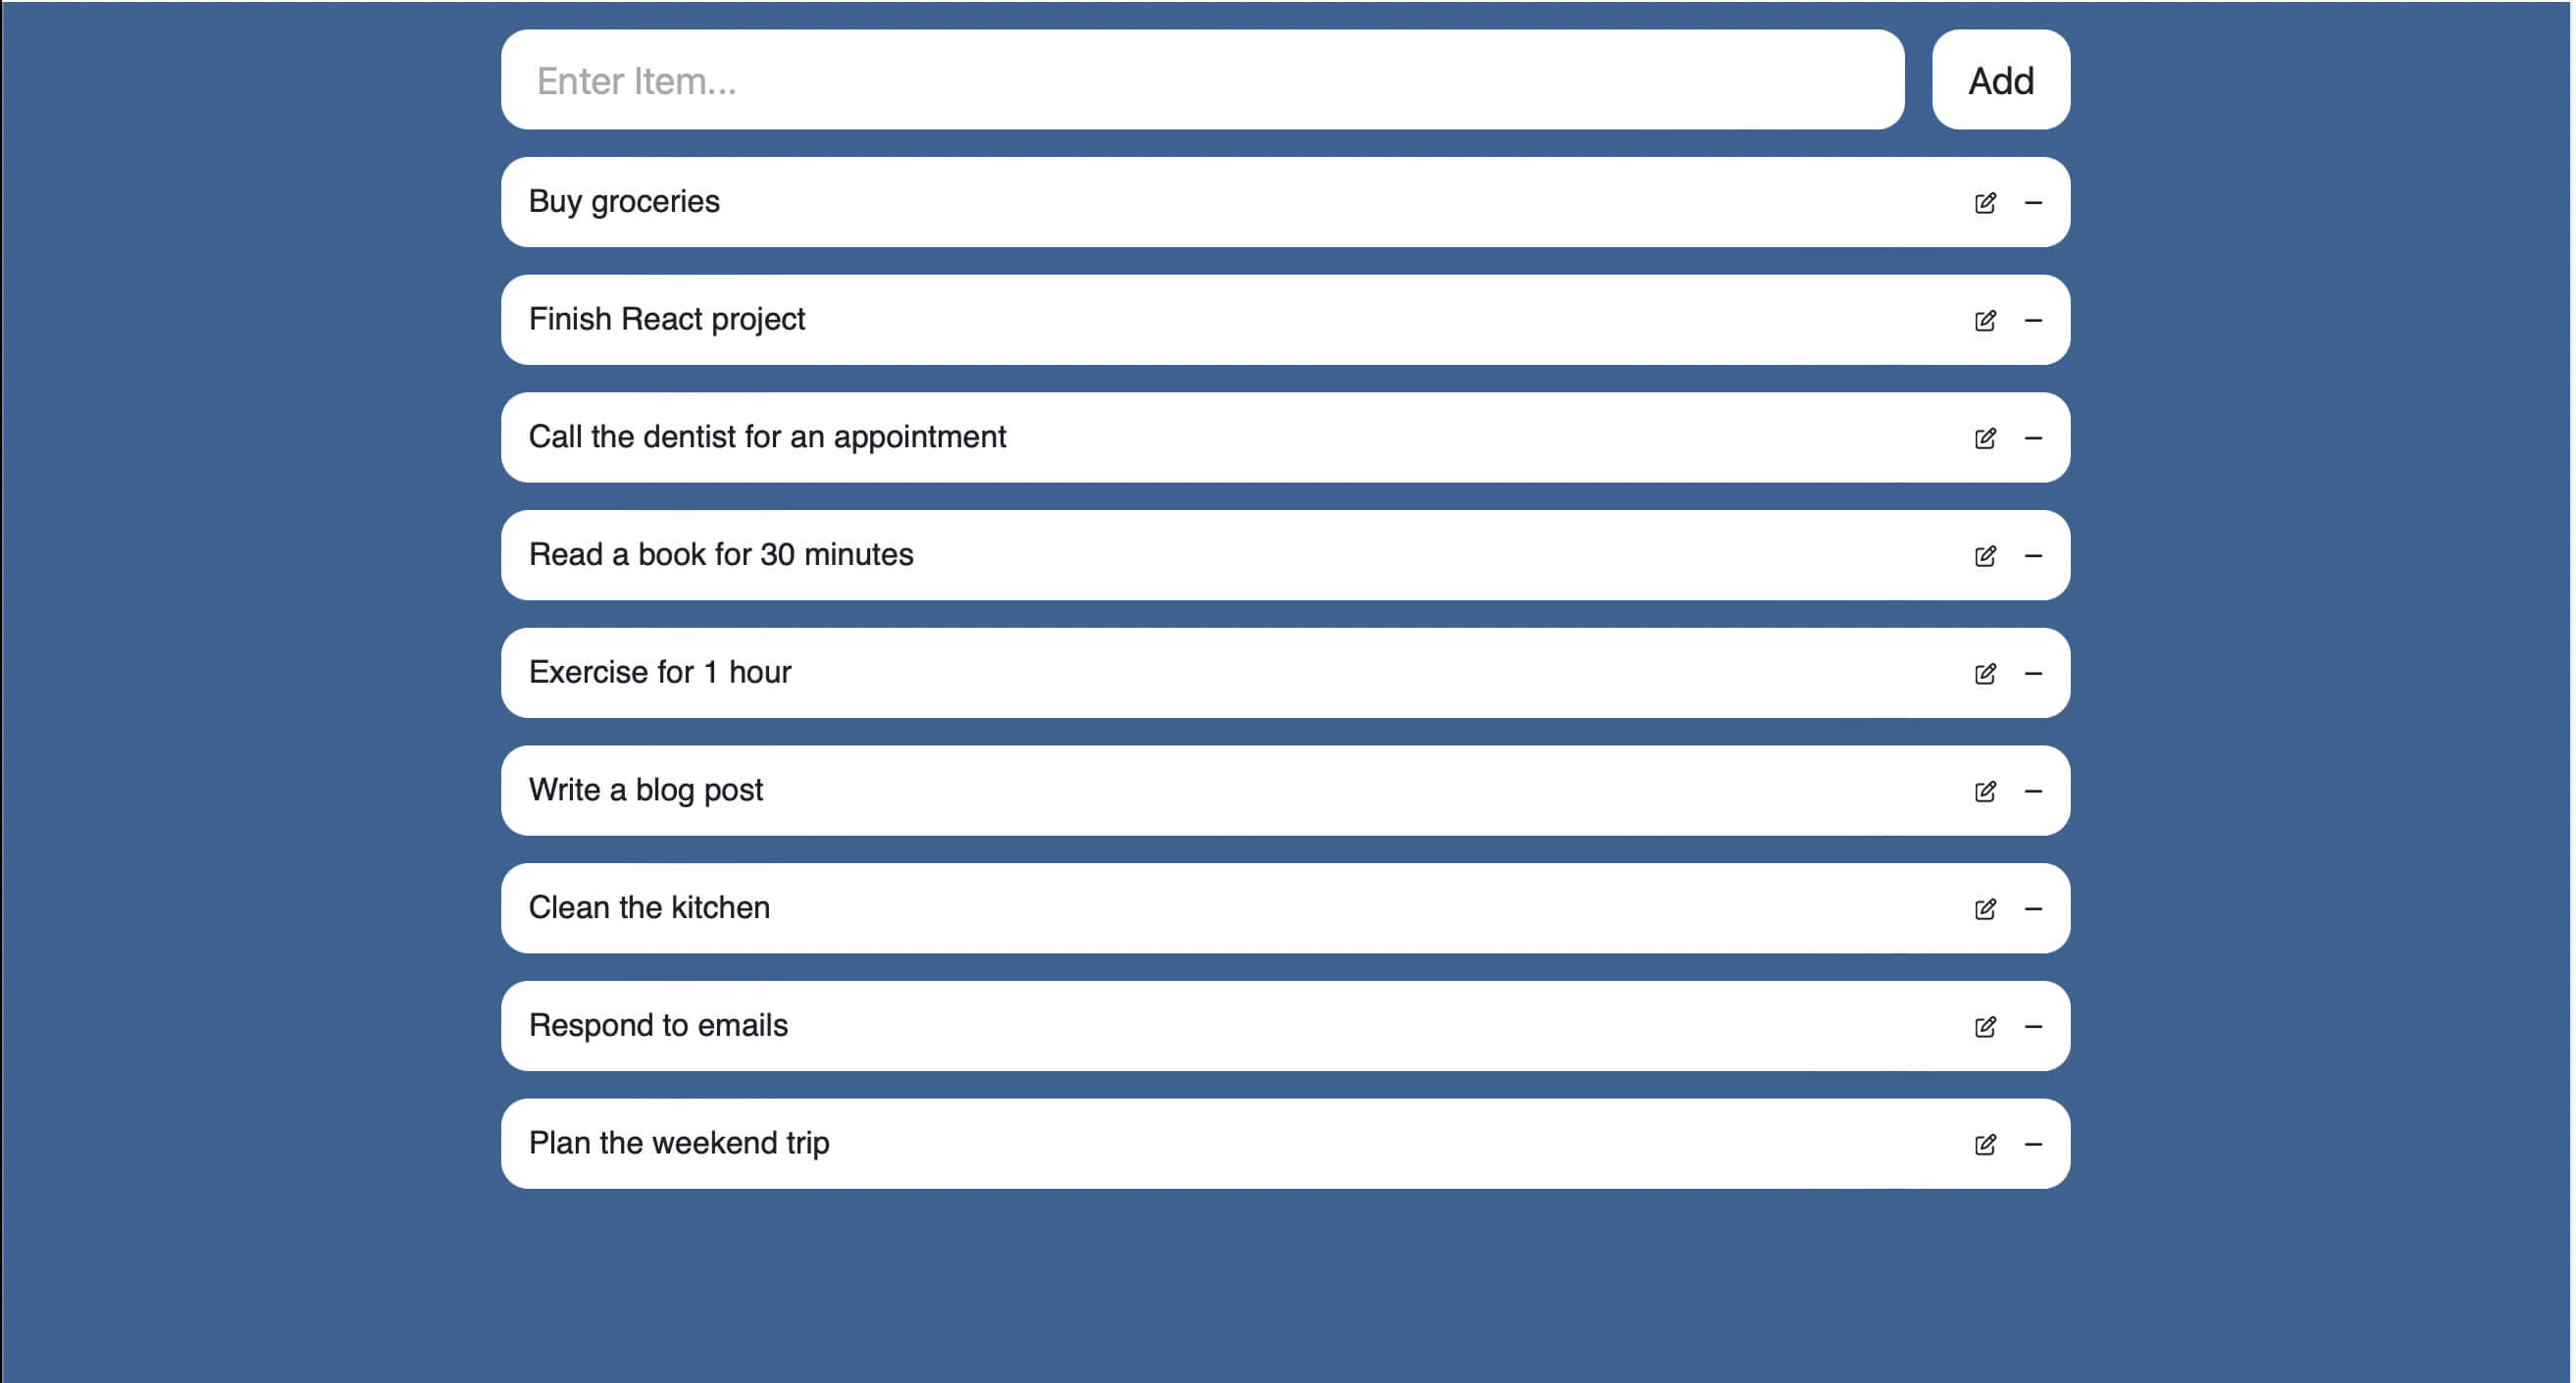 Enter Item...
Add
Buy groceries
Finish React project
Call the dentist for an appointment
Read a book for 30 minutes
Exercise for 1 hour
Write a blog post
Clean the kitchen
Respond to emails
Plan the weekend trip